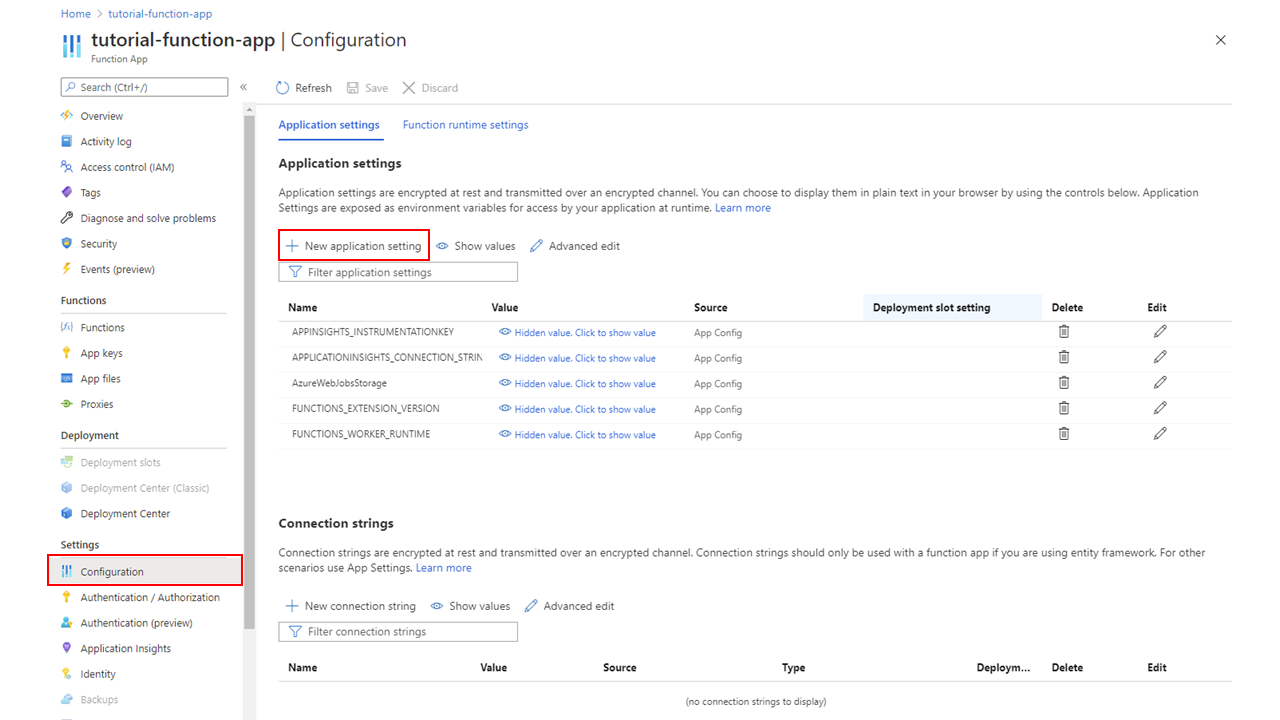 Home > tutorial-function-app
tutorial-function-app | Configuration
Function App
Search (Ctrl+/)
«
Overview
Activity log
Access control (IAM)
Tags
Diagnose and solve problems
Security
Events (preview)
Functions
Functions
App keys
App files
Proxies
Deployment
Deployment slots
Deployment Center (Classic)
Deployment Center
Settings
Configuration
Authentication / Authorization
Authentication (preview)
Application Insights
Identity
Backups
Refresh Save Discard
Application settings Function runtime settings
Application settings
Application settings are encrypted at rest and transmitted over an encrypted channel. You can choose to display them in plain text in your browser by using the controls below. Application
Settings are exposed as environment variables for access by your application at runtime. Learn more
New application setting Show values Advanced edit
Filter application settings
Name Value Source Deployment slot setting Delete Edit
APPINSIGHTS_INSTRUMENTATIONKEY Hidden value. Click to show value App Config
APPLICATIONINSIGHTS_CONNECTION_STRIN Hidden value. Click to show value App Config
AzureWebJobsStorage Hidden value. Click to show value App Config
FUNCTIONS_EXTENSION_VERSION Hidden value. Click to show value App Config
FUNCTIONS_WORKER_RUNTIME Hidden value. Click to show value App Config
Connection strings
Connection strings are encrypted at rest and transmitted over an encrypted channel. Connection strings should only be used with a function app if you are using entity framework. For other
scenarios use App Settings. Learn more
New connection string Show values Advanced edit
Filter connection strings
Name Value Source Type Deploym... Delete Edit
(no connection strings to display)